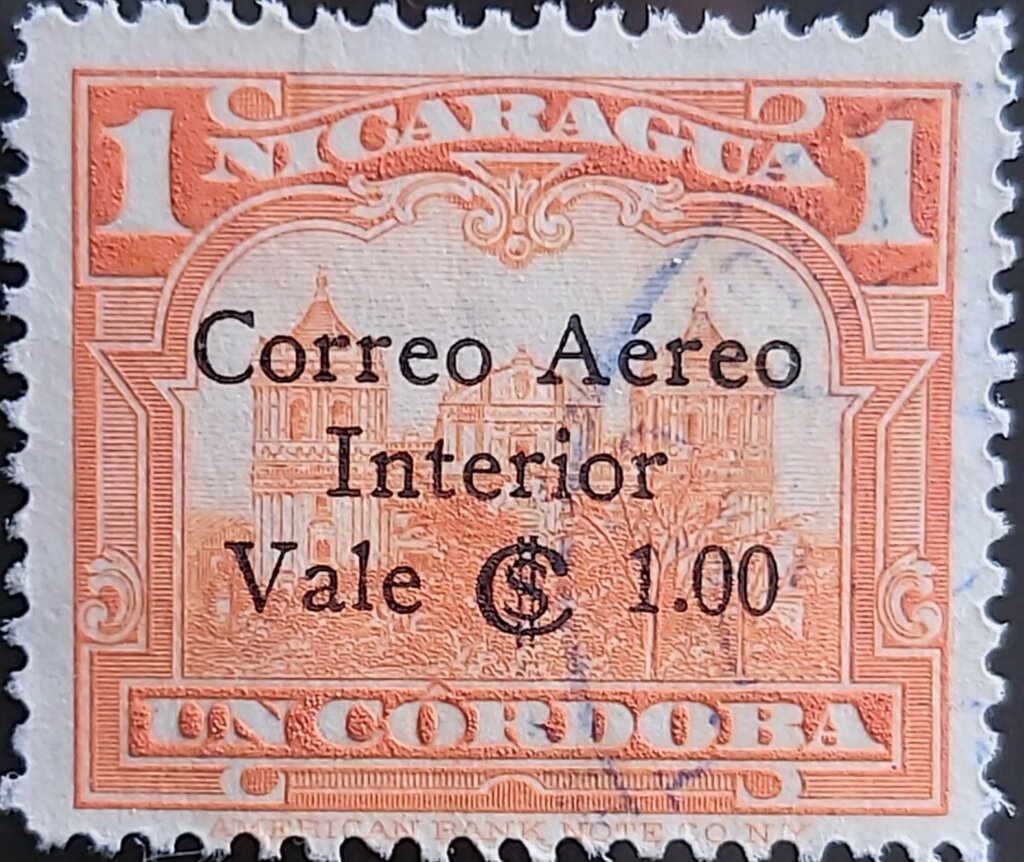 1 NICARAGUA 1
Correo Aéreo
Interior
Vale C$ 1.00
UN CÓRDOBA
AMERICAN BANK NOTE CO. N.Y.